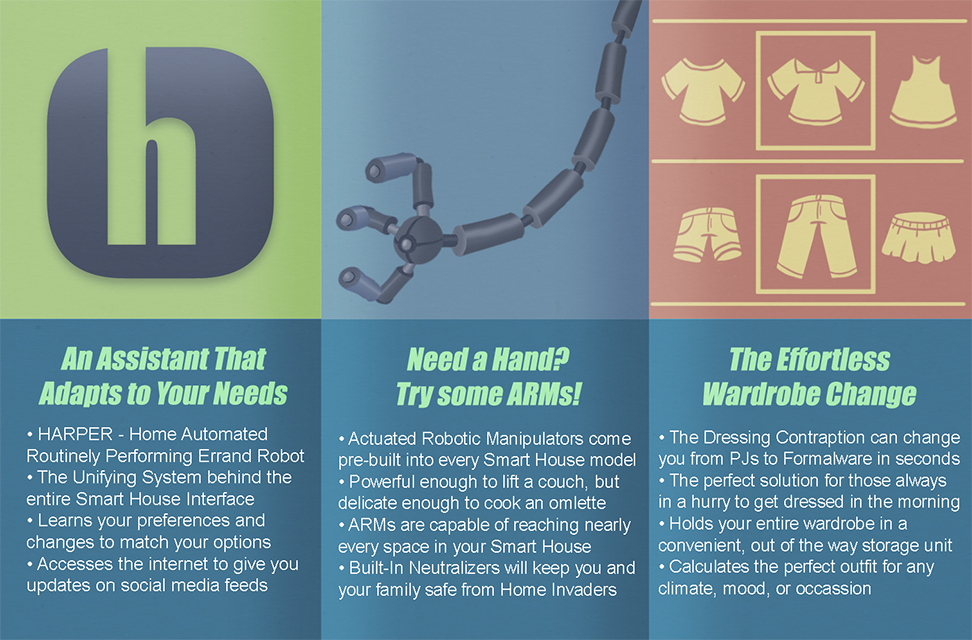 h
An Assistant That
Adapts to Your Needs
• HARPER - Home Automated
Routinely Performing Errand Robot
• The Unifying System behind the
entire Smart House Interface
• Learns your preferences and
changes to match your options
• Accesses the internet to give you
updates on social media feeds
Need a Hand?
Try some ARMs!
• Actuated Robotic Manipulators come
pre-built into every Smart House model
• Powerful enough to lift a couch, but
delicate enough to cook an omlette
• ARMs are capable of reaching nearly
every space in your Smart House
• Built-In Neutralizers will keep you and
your family safe from Home Invaders
The Effortless
Wardrobe Change
• The Dressing Contraption can change
you from PJs to Formalware in seconds
• The perfect solution for those always
in a hurry to get dressed in the morning
• Holds your entire wardrobe in a
convenient, out of the way storage unit
• Calculates the perfect outfit for any
climate, mood, or occassion